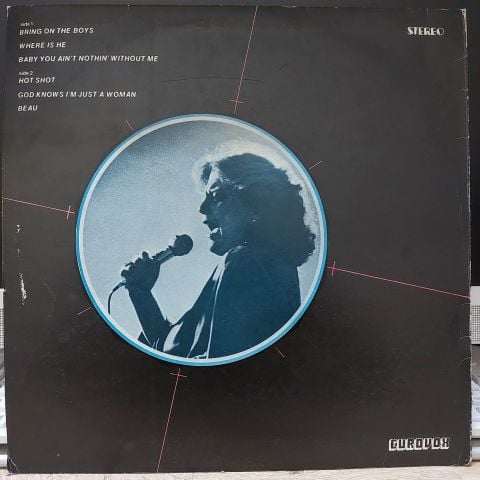 side 1
BRING ON THE BOYS
WHERE IS HE
BABY YOU AIN'T NOTHIN' WITHOUT ME
side 2
HOT SHOT
GOD KNOWS I'M JUST A WOMAN
BEAU
STEREO
EUROVOX